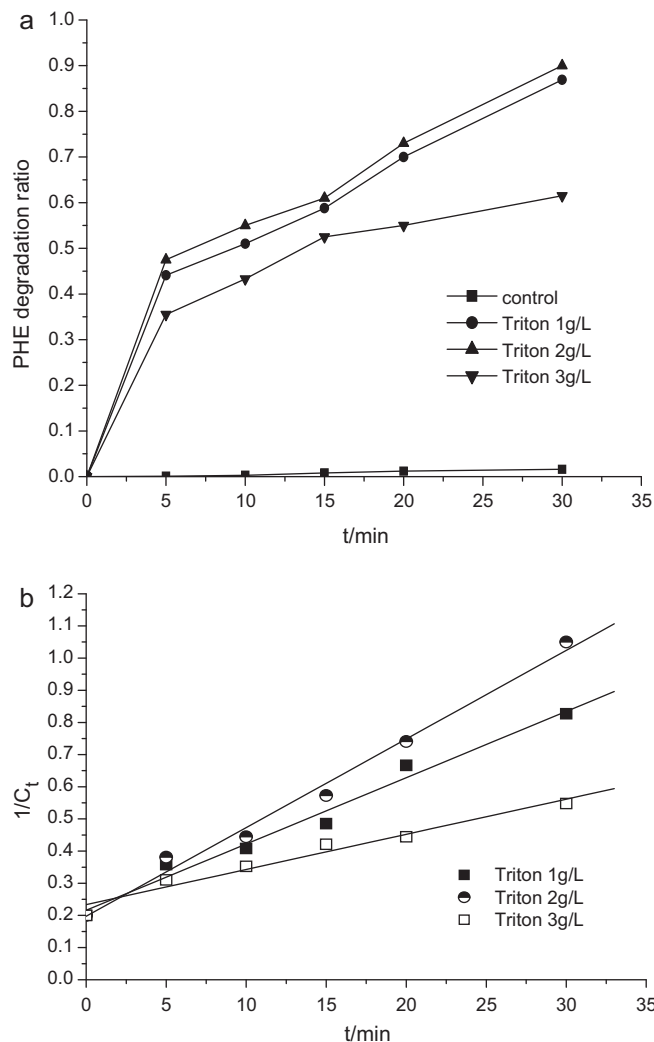 a
1.0
0.9
0.8
0.7
0.6
0.5
0.4
0.3
0.2
0.1
0.0
PHE degradation ratio
control
Triton 1g/L
Triton 2g/L
Triton 3g/L
0 5 10 15 20 25 30 35
t/min
b
1.2
1.1
1.0
0.9
0.8
0.7
0.6
0.5
0.4
0.3
0.2
0.1
0.0
1/Cₜ
Triton 1g/L
Triton 2g/L
Triton 3g/L
0 5 10 15 20 25 30 35
t/min